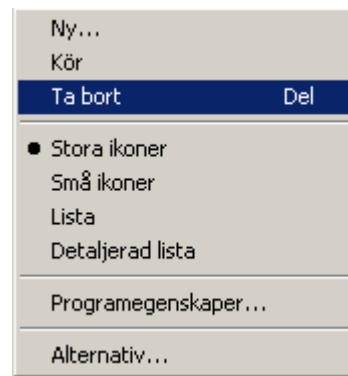 Ny...
Kör
Ta bort Del
Stora ikoner
Små ikoner
Lista
Detaljerad lista
Programegenskaper...
Alternativ...